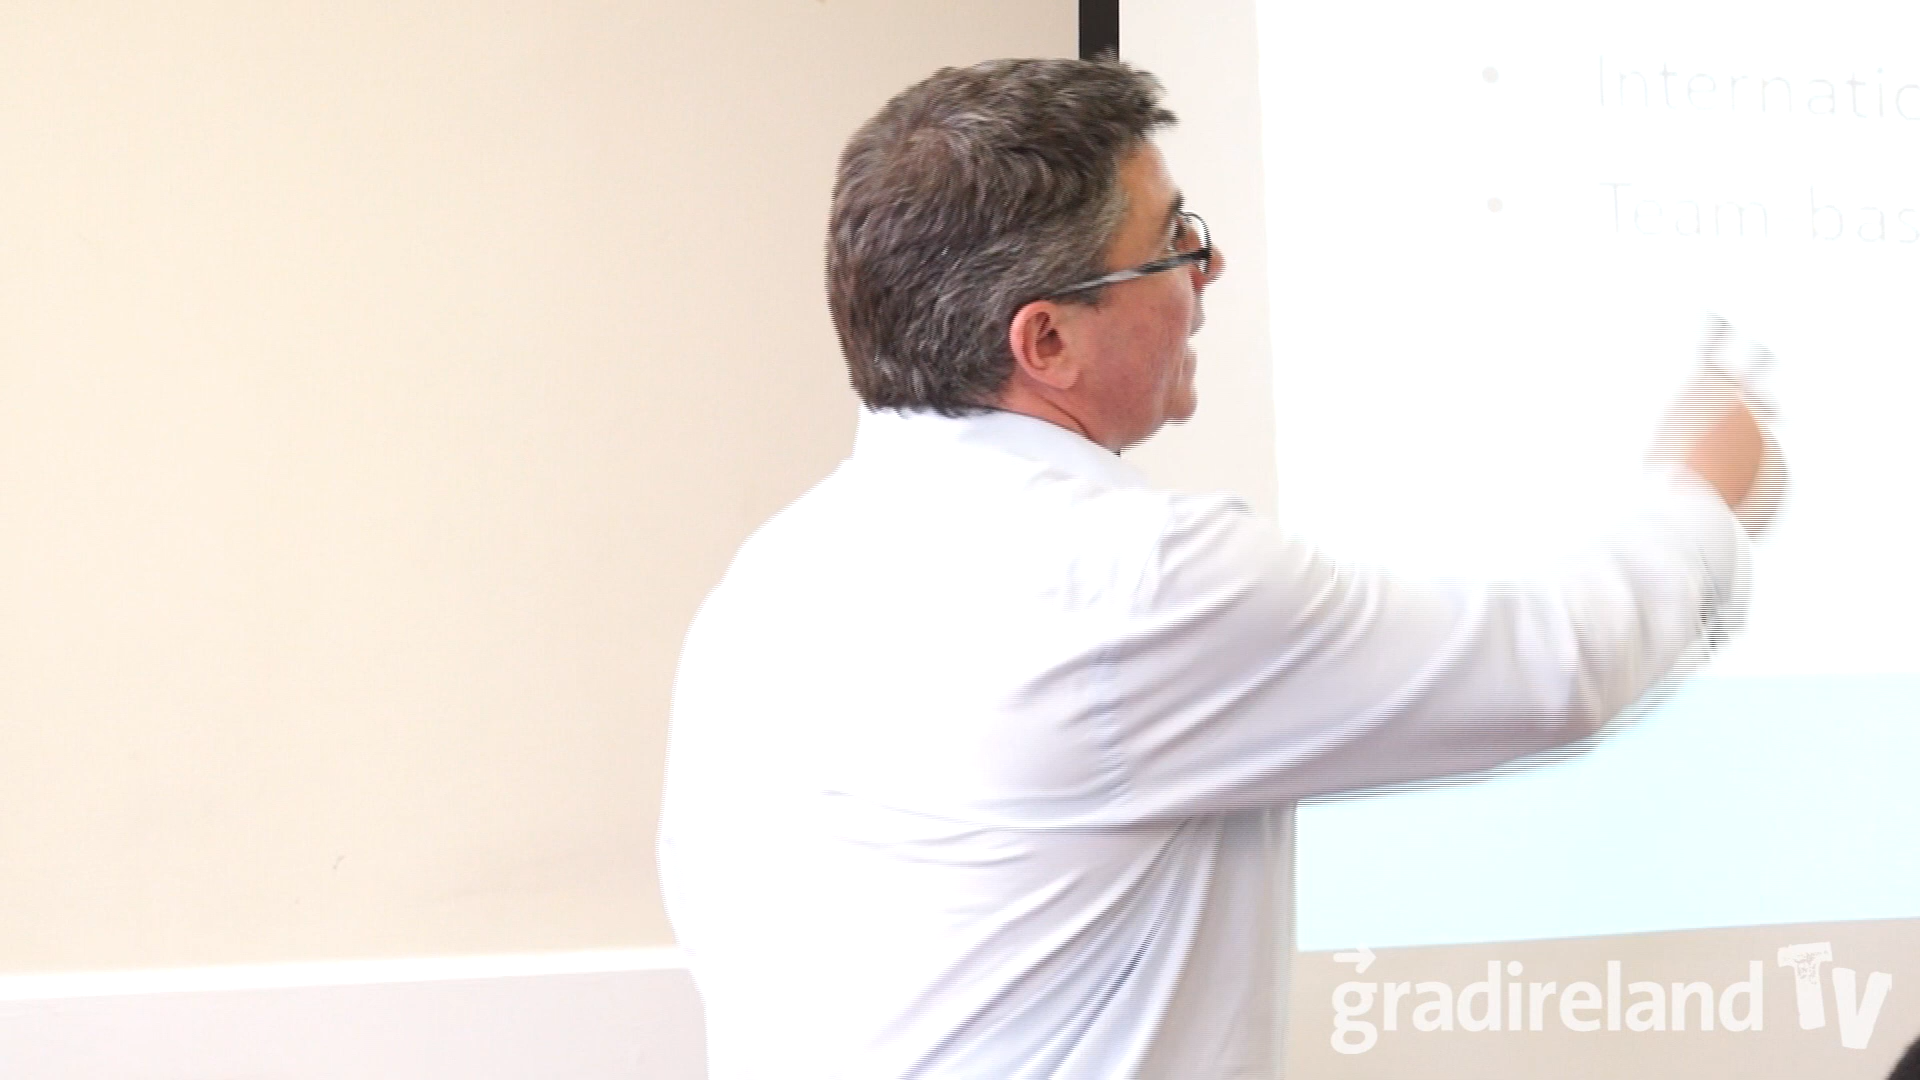 • Internatio
• Team bas
gradireland TV